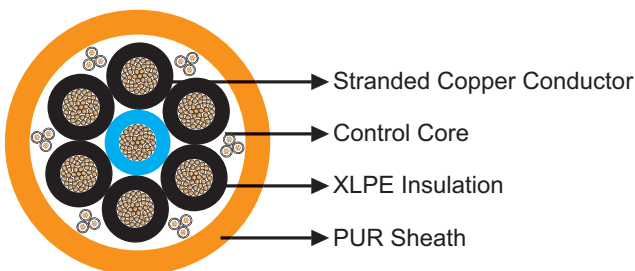 Stranded Copper Conductor
Control Core
XLPE Insulation
PUR Sheath